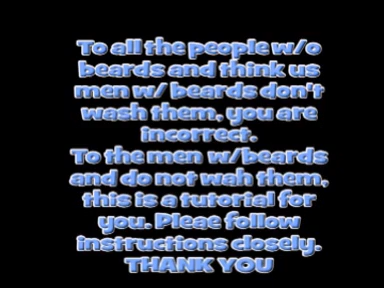 To all the people w/o
beards and think us
men w/ beards don't
wash them, you are
incorrect.
To the men w/beards
and do not wah them,
this is a tutorial for
you. Pleae follow
instructions closely.
THANK YOU